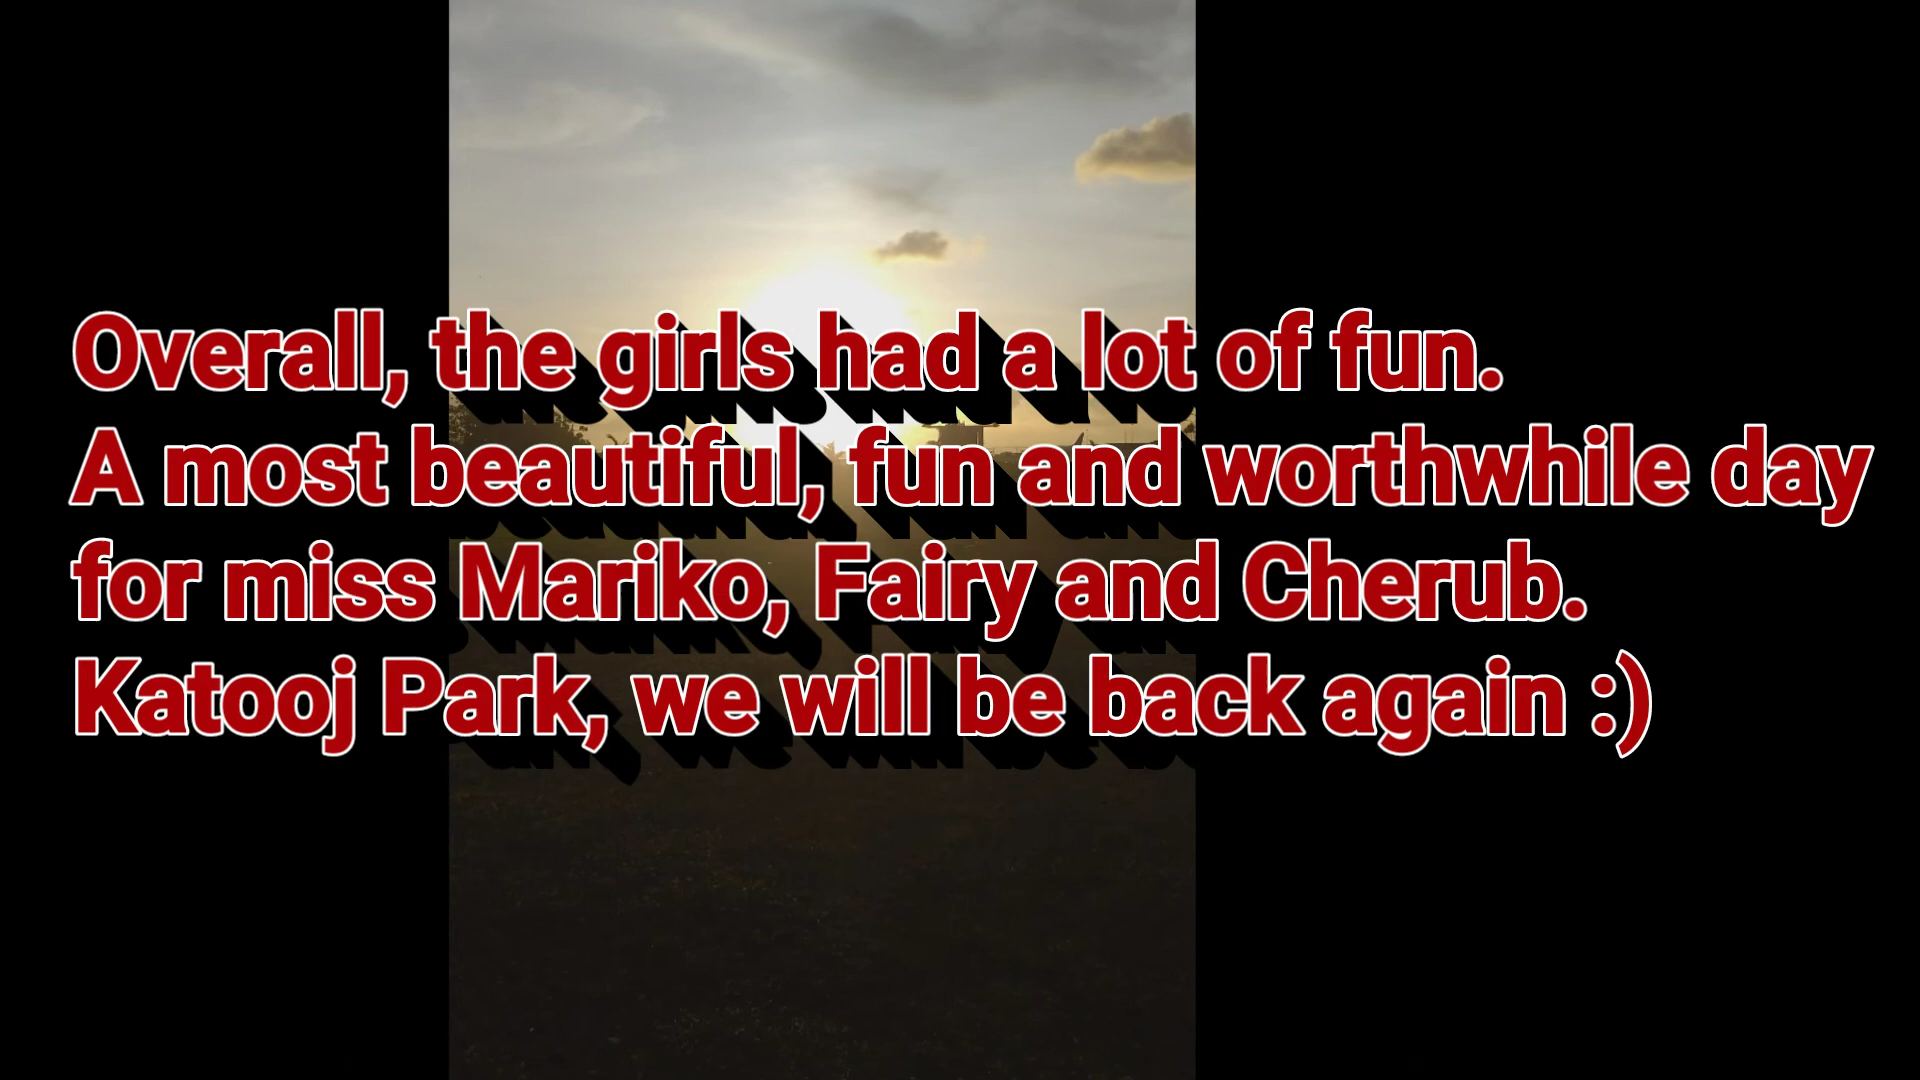 Overall, the girls had a lot of fun.
A most beautiful, fun and worthwhile day
for miss Mariko, Fairy and Cherub.
Katooj Park, we will be back again :)